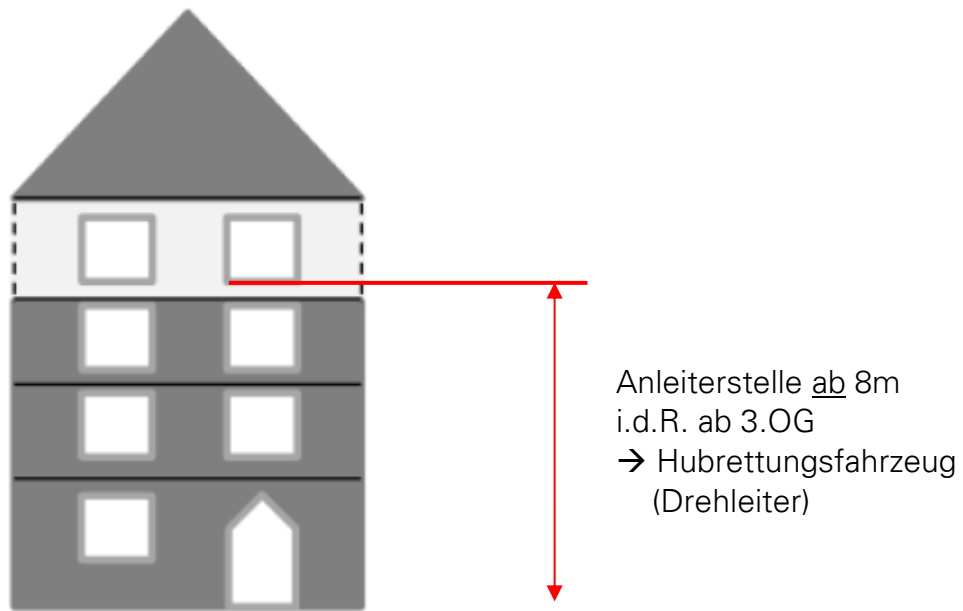 Anleiterstelle ab 8m
i.d.R. ab 3.OG
→ Hubrettungsfahrzeug
(Drehleiter)